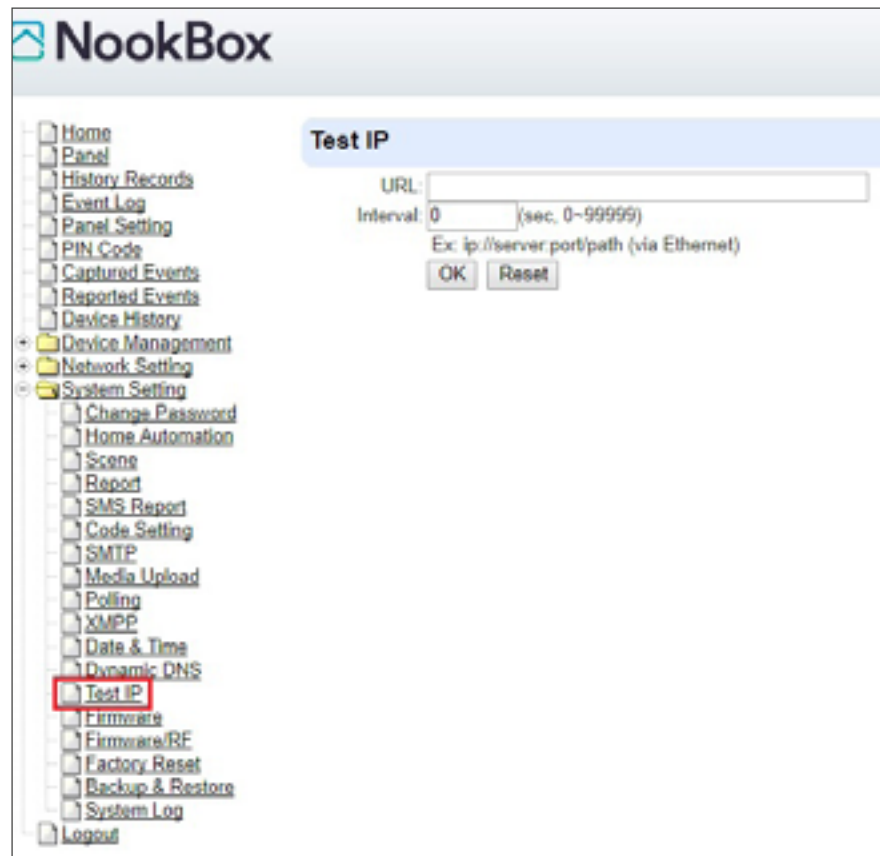 NookBox
Home
Panel
History Records
Event Log
Panel Setting
PIN Code
Captured Events
Reported Events
Device History
Device Management
Network Setting
System Setting
Change Password
Home Automation
Scene
Report
SMS Report
Code Setting
SMTP
Media Upload
Polling
XMPP
Date & Time
Dynamic DNS
Test IP
Firmware
Firmware/RF
Factory Reset
Backup & Restore
System Log
Logout
Test IP
URL:
Interval: 0 (sec, 0~99999)
Ex: ip://server:port/path (via Ethernet)
OK Reset